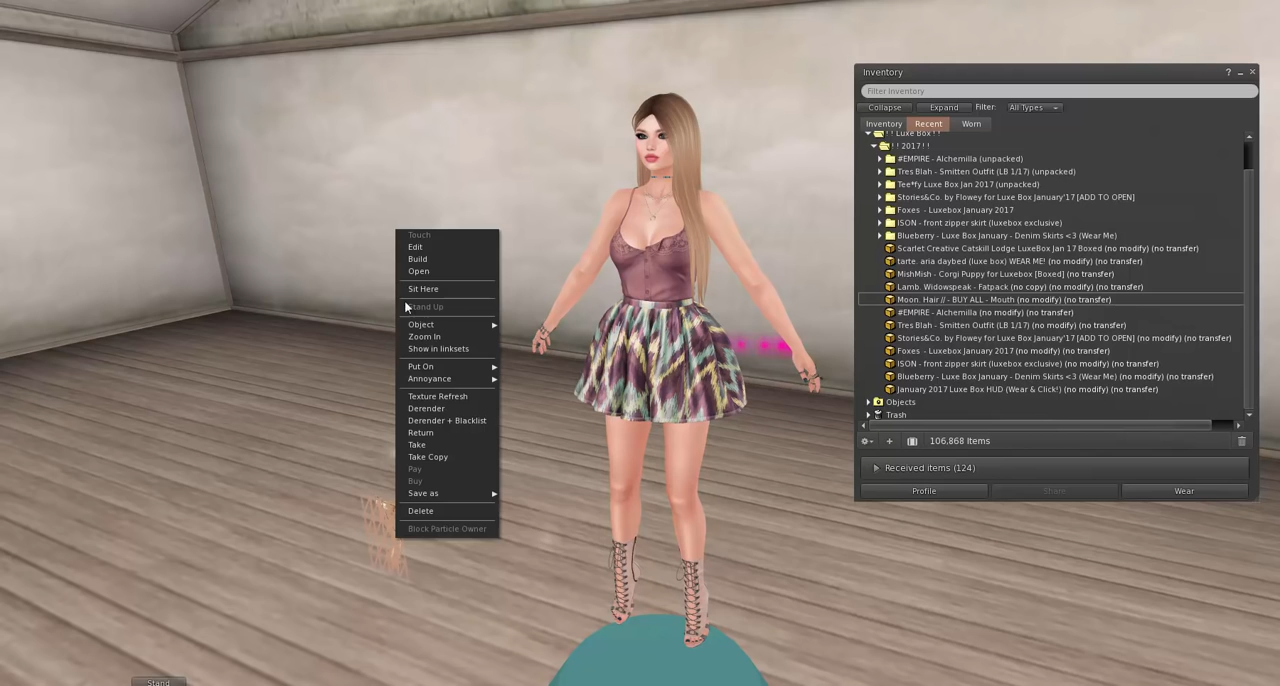 Touch
Edit
Build
Open
Sit Here
Stand Up
Object
Zoom In
Show in linksets
Put On
Annoyance
Texture Refresh
Derender
Derender + Blacklist
Return
Take
Take Copy
Pay
Buy
Save as
Delete
Block Particle Owner
Stand
Inventory
? _ ×
Filter Inventory
Collapse Expand Filter: All Types
Inventory Recent Worn
! ! Luxe Box ! !
! ! 2017 ! !
#EMPIRE - Alchemilla (unpacked)
Tres Blah - Smitten Outfit (LB 1/17) (unpacked)
Tee*fy Luxe Box Jan 2017 (unpacked)
Stories&Co. by Flowey for Luxe Box January'17 [ADD TO OPEN]
Foxes - Luxebox January 2017
ISON - front zipper skirt (luxebox exclusive)
Blueberry - Luxe Box January - Denim Skirts <3 (Wear Me)
Scarlet Creative Catskill Lodge LuxeBox Jan 17 Boxed (no modify) (no transfer)
tarte. aria daybed (luxe box) WEAR ME! (no modify) (no transfer)
MishMish - Corgi Puppy for Luxebox [Boxed] (no transfer)
Lamb. Widowspeak - Fatpack (no copy) (no modify) (no transfer)
Moon. Hair // - BUY ALL - Mouth (no modify) (no transfer)
#EMPIRE - Alchemilla (no modify) (no transfer)
Tres Blah - Smitten Outfit (LB 1/17) (no modify) (no transfer)
Stories&Co. by Flowey for Luxe Box January'17 [ADD TO OPEN] (no modify) (no transfer)
Foxes - Luxebox January 2017 (no modify) (no transfer)
ISON - front zipper skirt (luxebox exclusive) (no modify) (no transfer)
Blueberry - Luxe Box January - Denim Skirts <3 (Wear Me) (no modify) (no transfer)
January 2017 Luxe Box HUD (Wear & Click!) (no modify) (no transfer)
Objects
Trash
106,868 Items
Received items (124)
Profile Share Wear